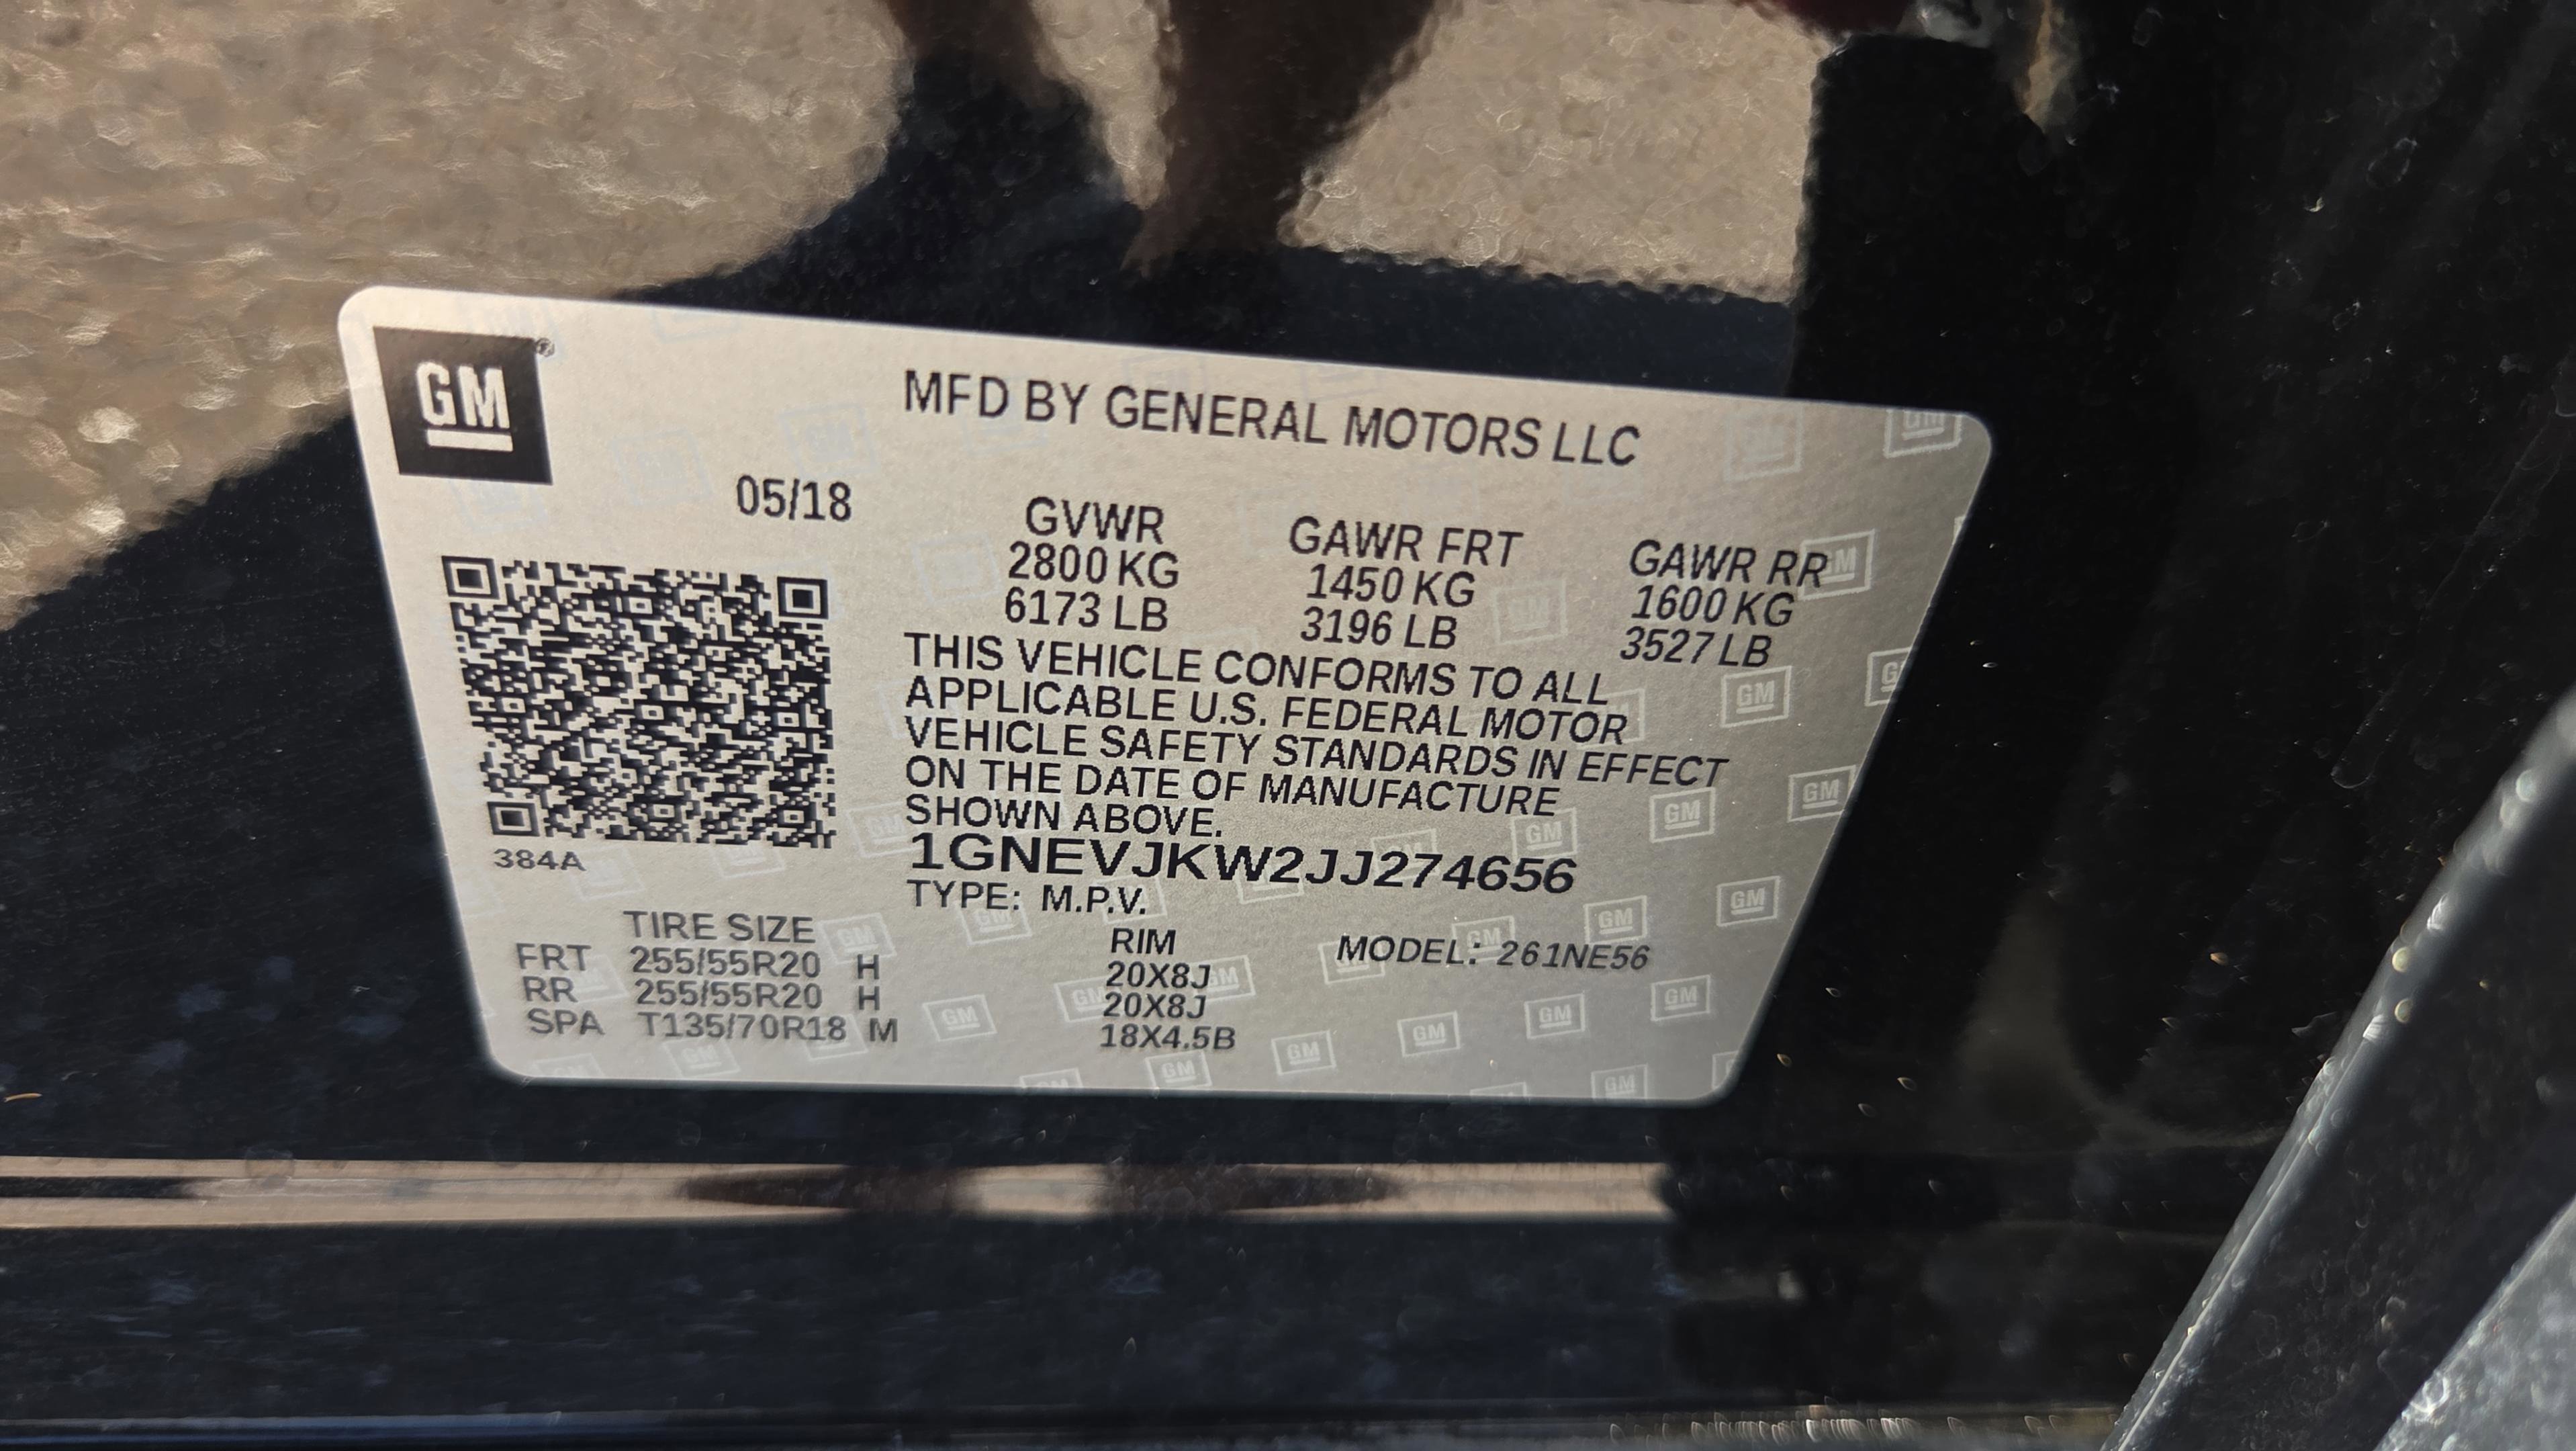 GM
MFD BY GENERAL MOTORS LLC
05/18
GVWR GAWR FRT GAWR RR
2800 KG 1450 KG 1600 KG
6173 LB 3196 LB 3527 LB
THIS VEHICLE CONFORMS TO ALL
APPLICABLE U.S. FEDERAL MOTOR
VEHICLE SAFETY STANDARDS IN EFFECT
ON THE DATE OF MANUFACTURE
SHOWN ABOVE.
384A
1GNEVJKW2JJ274656
TYPE: M.P.V.
TIRE SIZE RIM MODEL: 261NE56
FRT 255/55R20 H 20X8J
RR 255/55R20 H 20X8J
SPA T135/70R18 M 18X4.5B